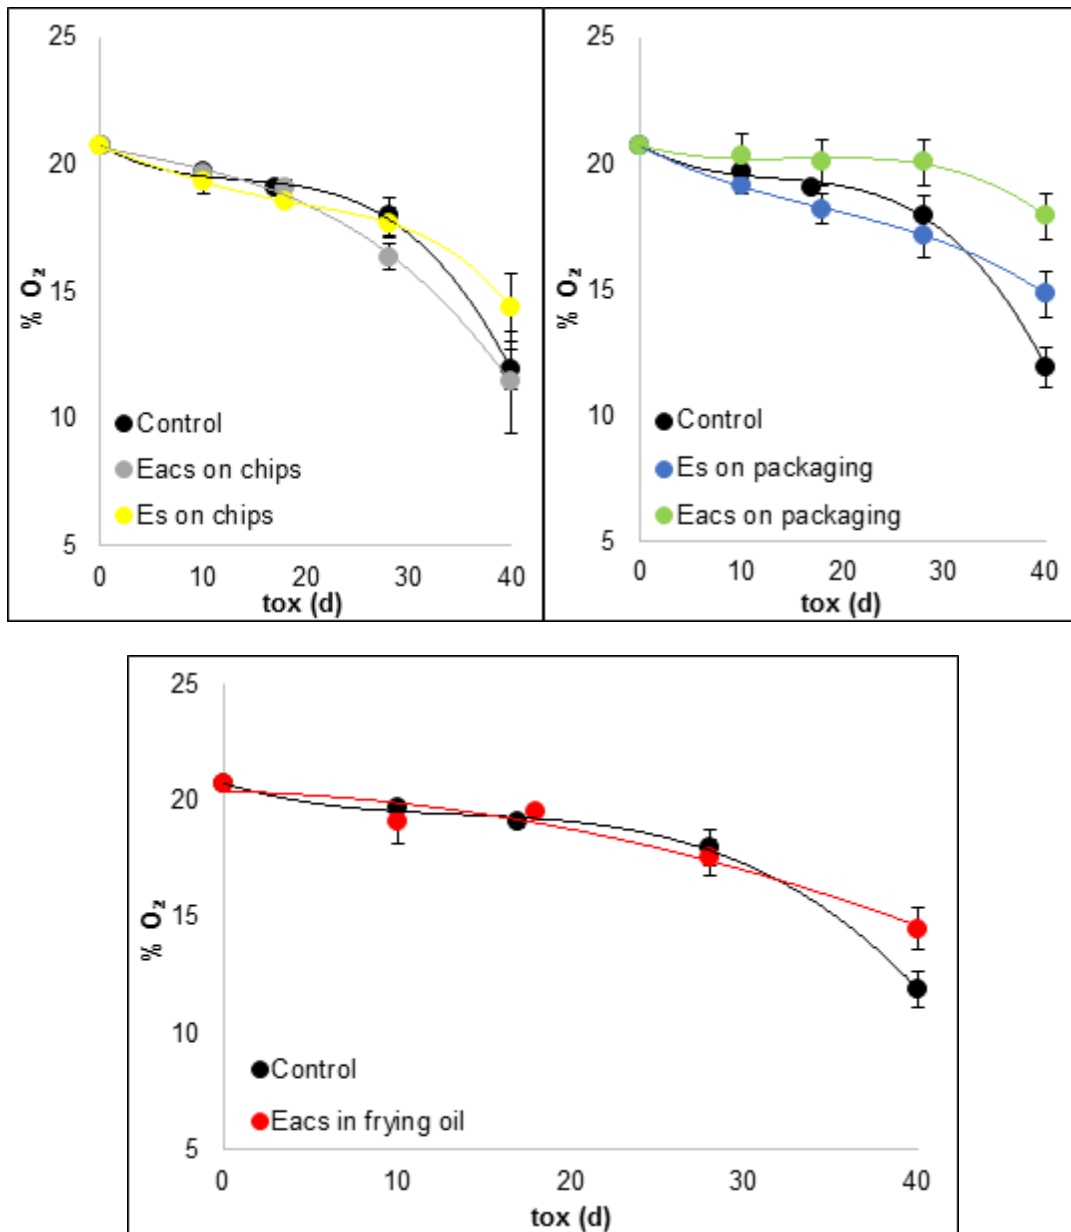 25
20
15
10
5
% O₂
Control
Eacs on chips
Es on chips
0 10 20 30 40
tox (d)
25
20
15
10
5
% O₂
Control
Es on packaging
Eacs on packaging
0 10 20 30 40
tox (d)
25
20
15
10
5
% O₂
Control
Eacs in frying oil
0 10 20 30 40
tox (d)